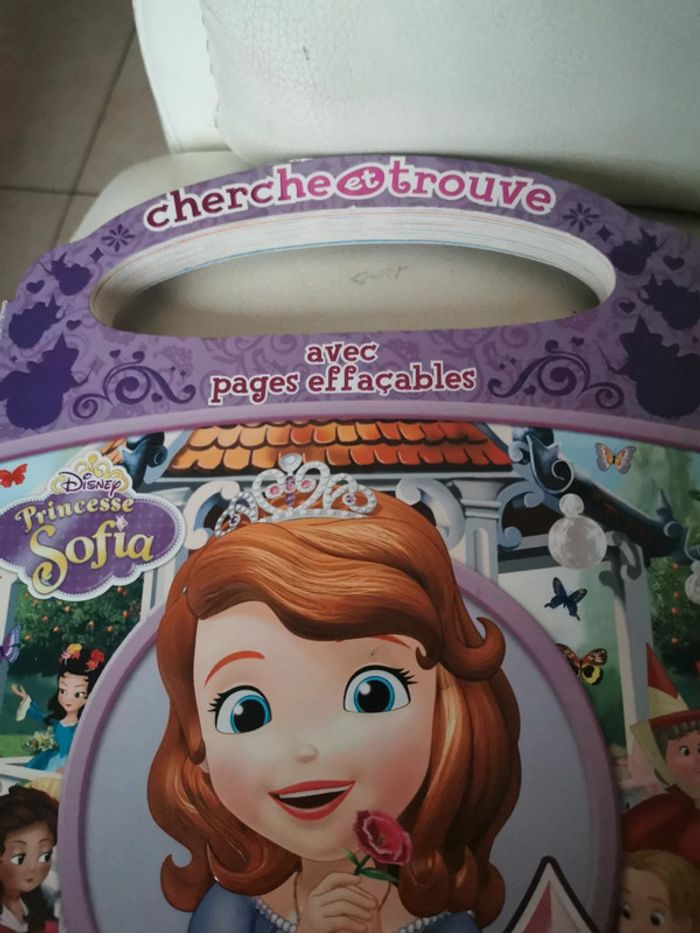 cherche et trouve
avec
pages effaçables
Disney
Princesse
Sofia